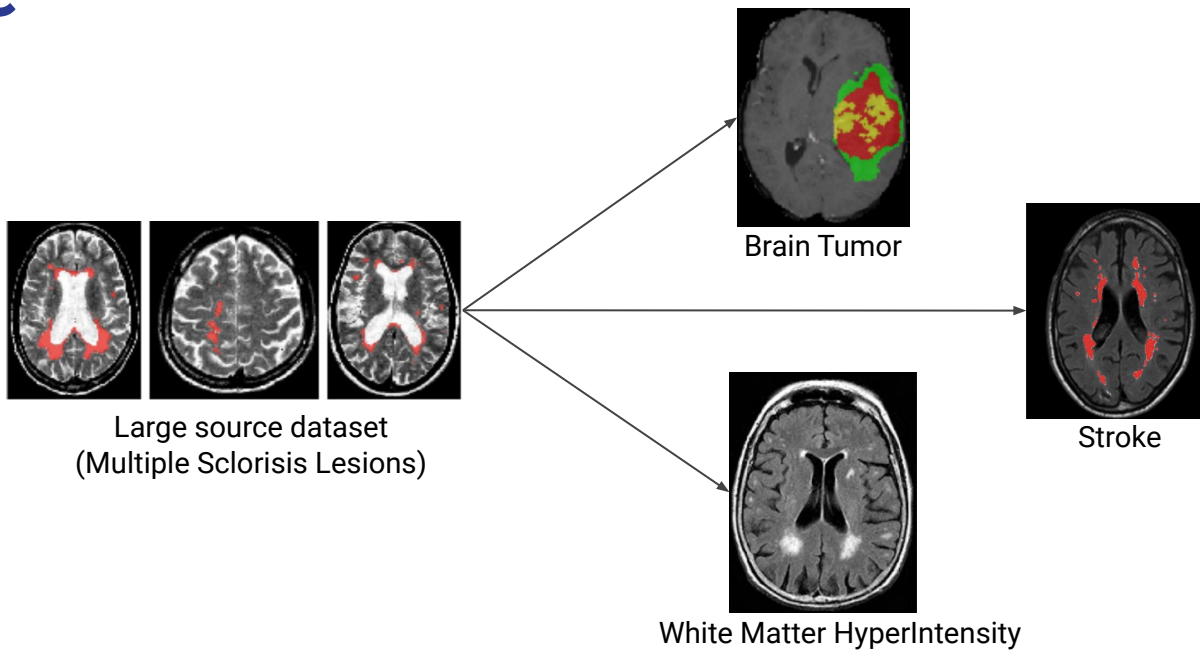 Brain Tumor
Large source dataset
(Multiple Sclorisis Lesions)
Stroke
White Matter HyperIntensity